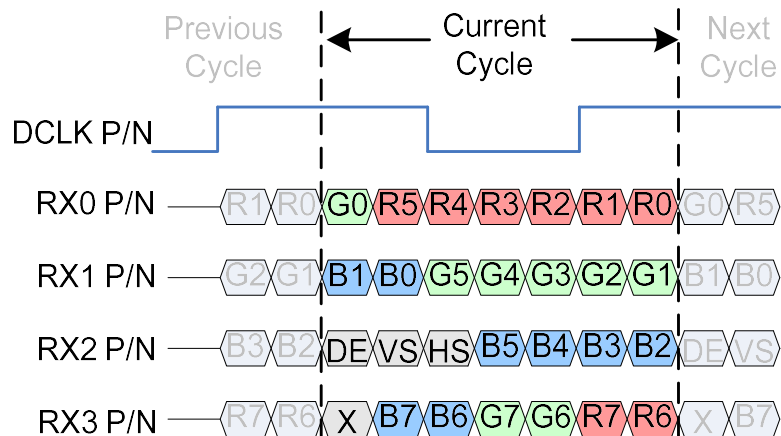 Previous Cycle
Current Cycle
Next Cycle
DCLK P/N
RX0 P/N R1 R0 G0 R5 R4 R3 R2 R1 R0 G0 R5
RX1 P/N G2 G1 B1 B0 G5 G4 G3 G2 G1 B1 B0
RX2 P/N B3 B2 DE VS HS B5 B4 B3 B2 DE VS
RX3 P/N R7 R6 X B7 B6 G7 G6 R7 R6 X B7